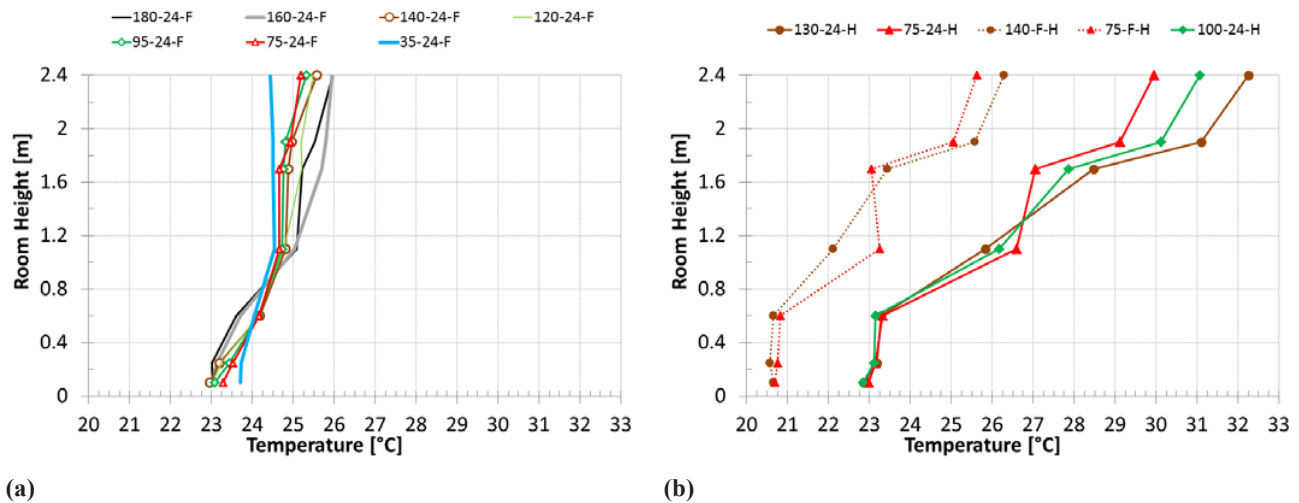 180-24-F 160-24-F 140-24-F 120-24-F
95-24-F 75-24-F 35-24-F
Room Height [m]
2.4
2
1.6
1.2
0.8
0.4
0
20 21 22 23 24 25 26 27 28 29 30 31 32 33
Temperature [°C]
(a)
130-24-H 75-24-H 140-F-H 75-F-H 100-24-H
Room Height [m]
2.4
2
1.6
1.2
0.8
0.4
0
20 21 22 23 24 25 26 27 28 29 30 31 32 33
Temperature [°C]
(b)